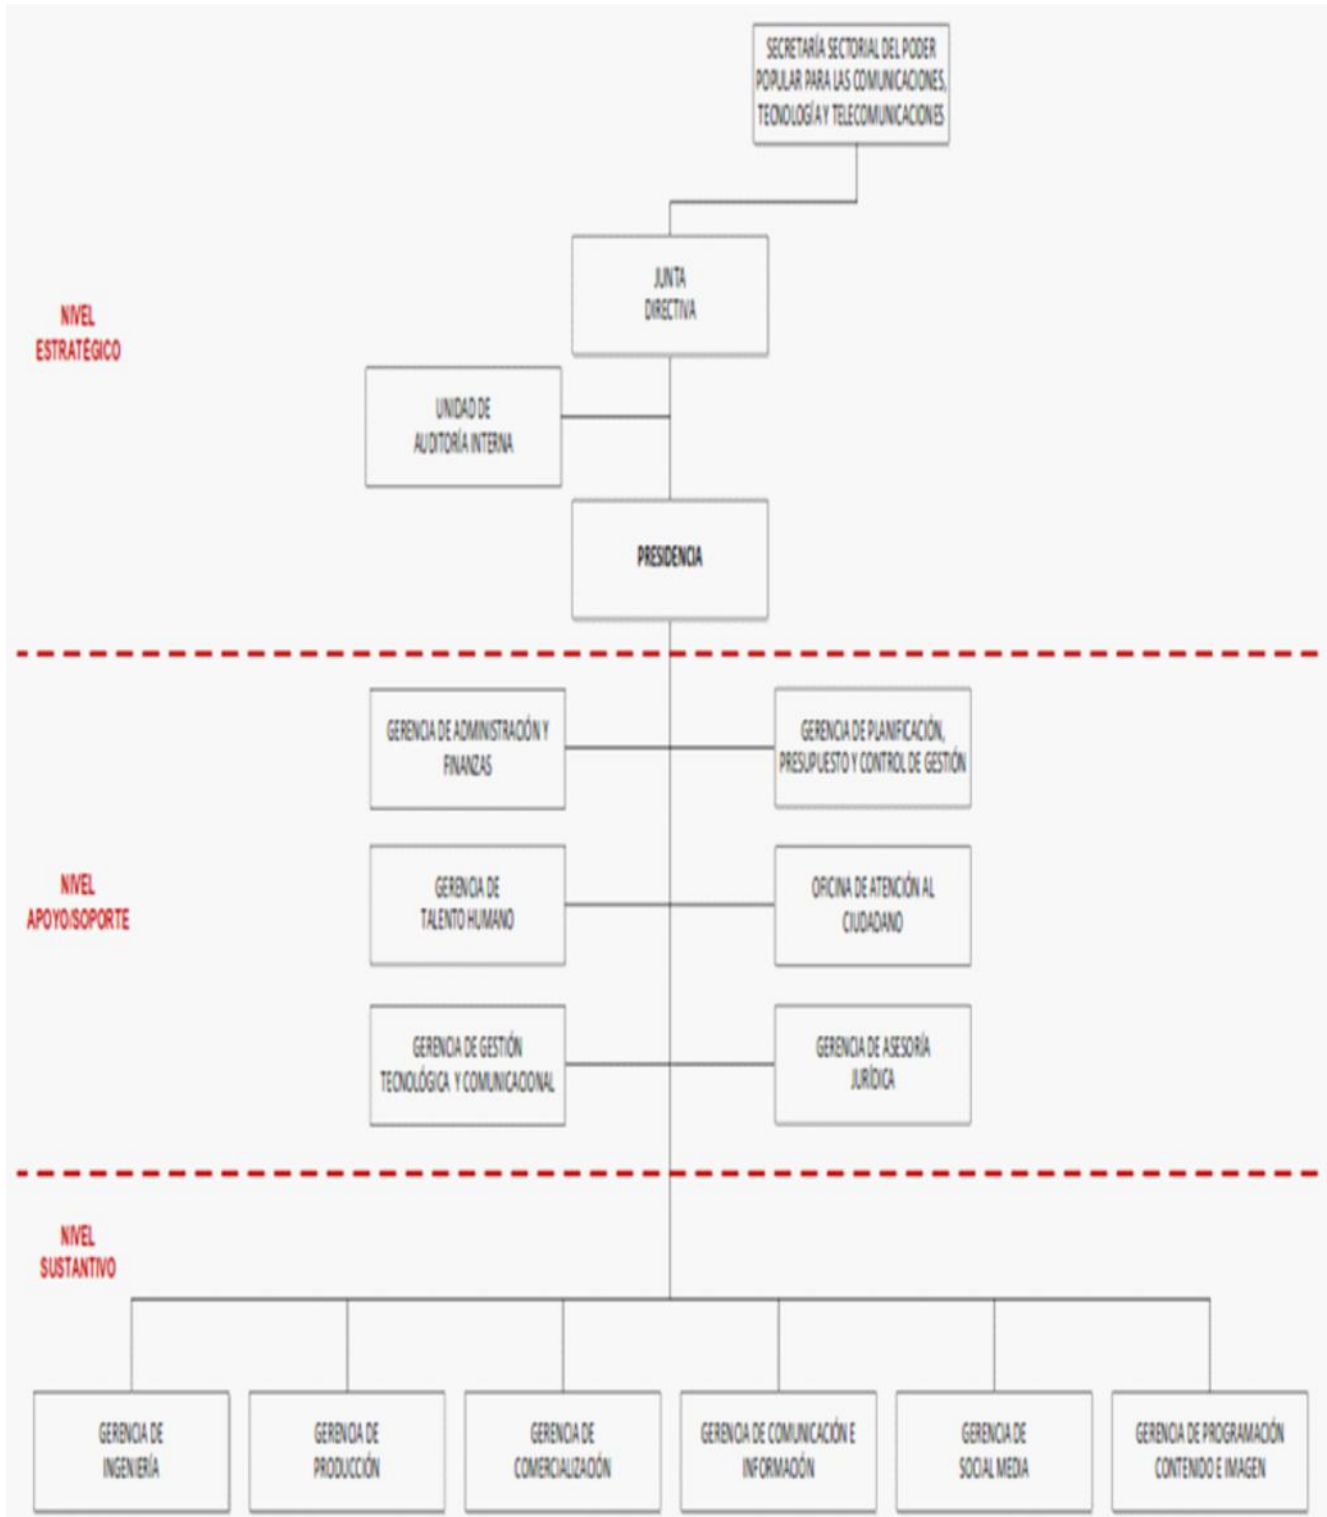 SECRETARÍA SECTORIAL DEL PODER
POPULAR PARA LAS COMUNICACIONES,
TECNOLOGÍA Y TELECOMUNICACIONES
JUNTA
DIRECTIVA
NIVEL
ESTRATÉGICO
UNIDAD DE
AUDITORÍA INTERNA
PRESIDENCIA
GERENCIA DE ADMINISTRACIÓN Y
FINANZAS
GERENCIA DE PLANIFICACIÓN,
PRESUPUESTO Y CONTROL DE GESTIÓN
NIVEL
APOYO/SOPORTE
GERENCIA DE
TALENTO HUMANO
OFICINA DE ATENCIÓN AL
CIUDADANO
GERENCIA DE GESTIÓN
TECNOLÓGICA Y COMUNICACIONAL
GERENCIA DE ASESORÍA
JURÍDICA
NIVEL
SUSTANTIVO
GERENCIA DE
INGENIERÍA
GERENCIA DE
PRODUCCIÓN
GERENCIA DE
COMERCIALIZACIÓN
GERENCIA DE COMUNICACIÓN E
INFORMACIÓN
GERENCIA DE
SOCIAL MEDIA
GERENCIA DE PROGRAMACIÓN
CONTENIDO E IMAGEN